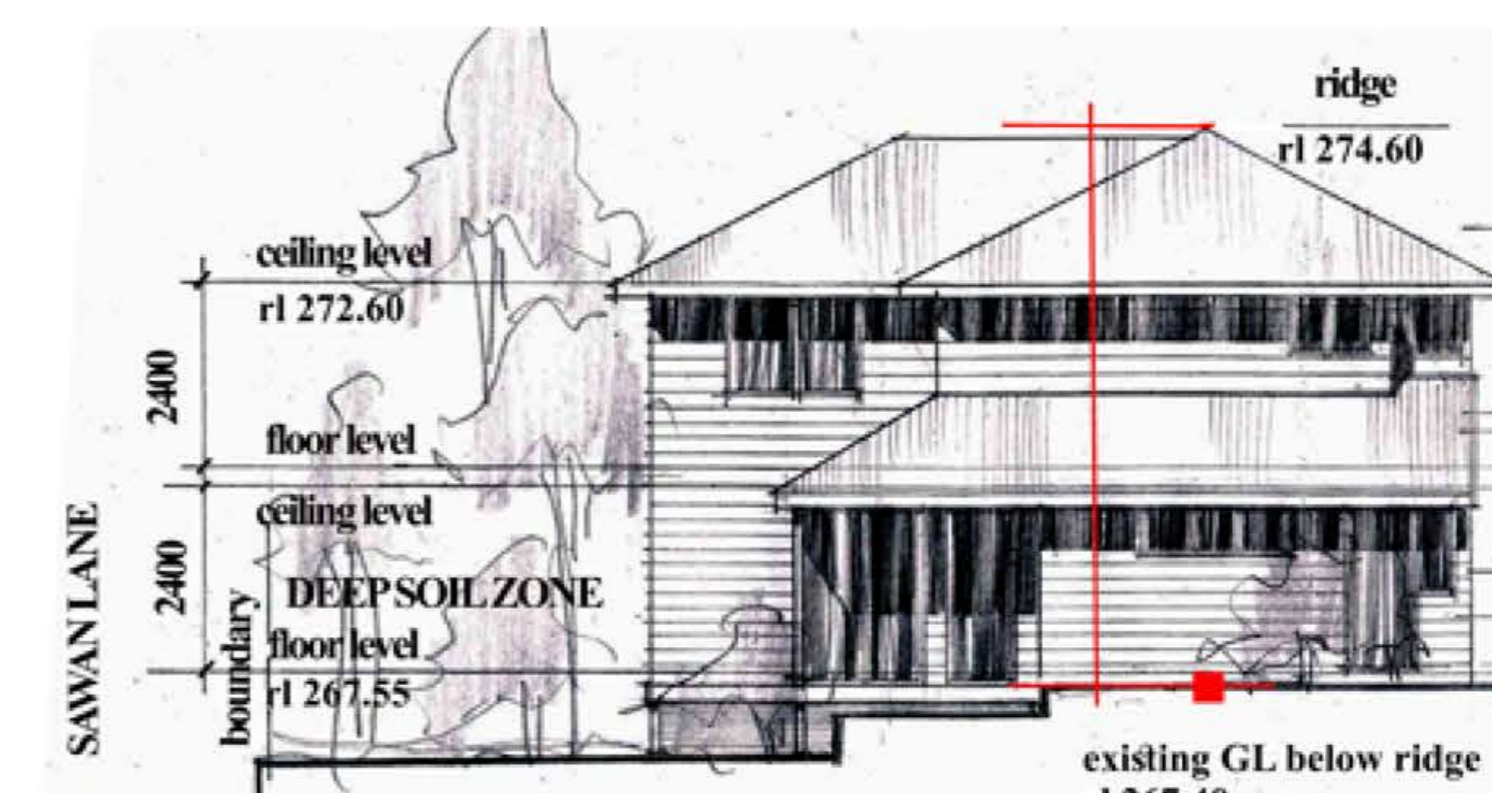 ridge
rl 274.60
ceiling level
rl 272.60
2400
floor level
ceiling level
2400
DEEP SOIL ZONE
floor level
rl 267.55
boundary
SAWAN LANE
existing GL below ridge